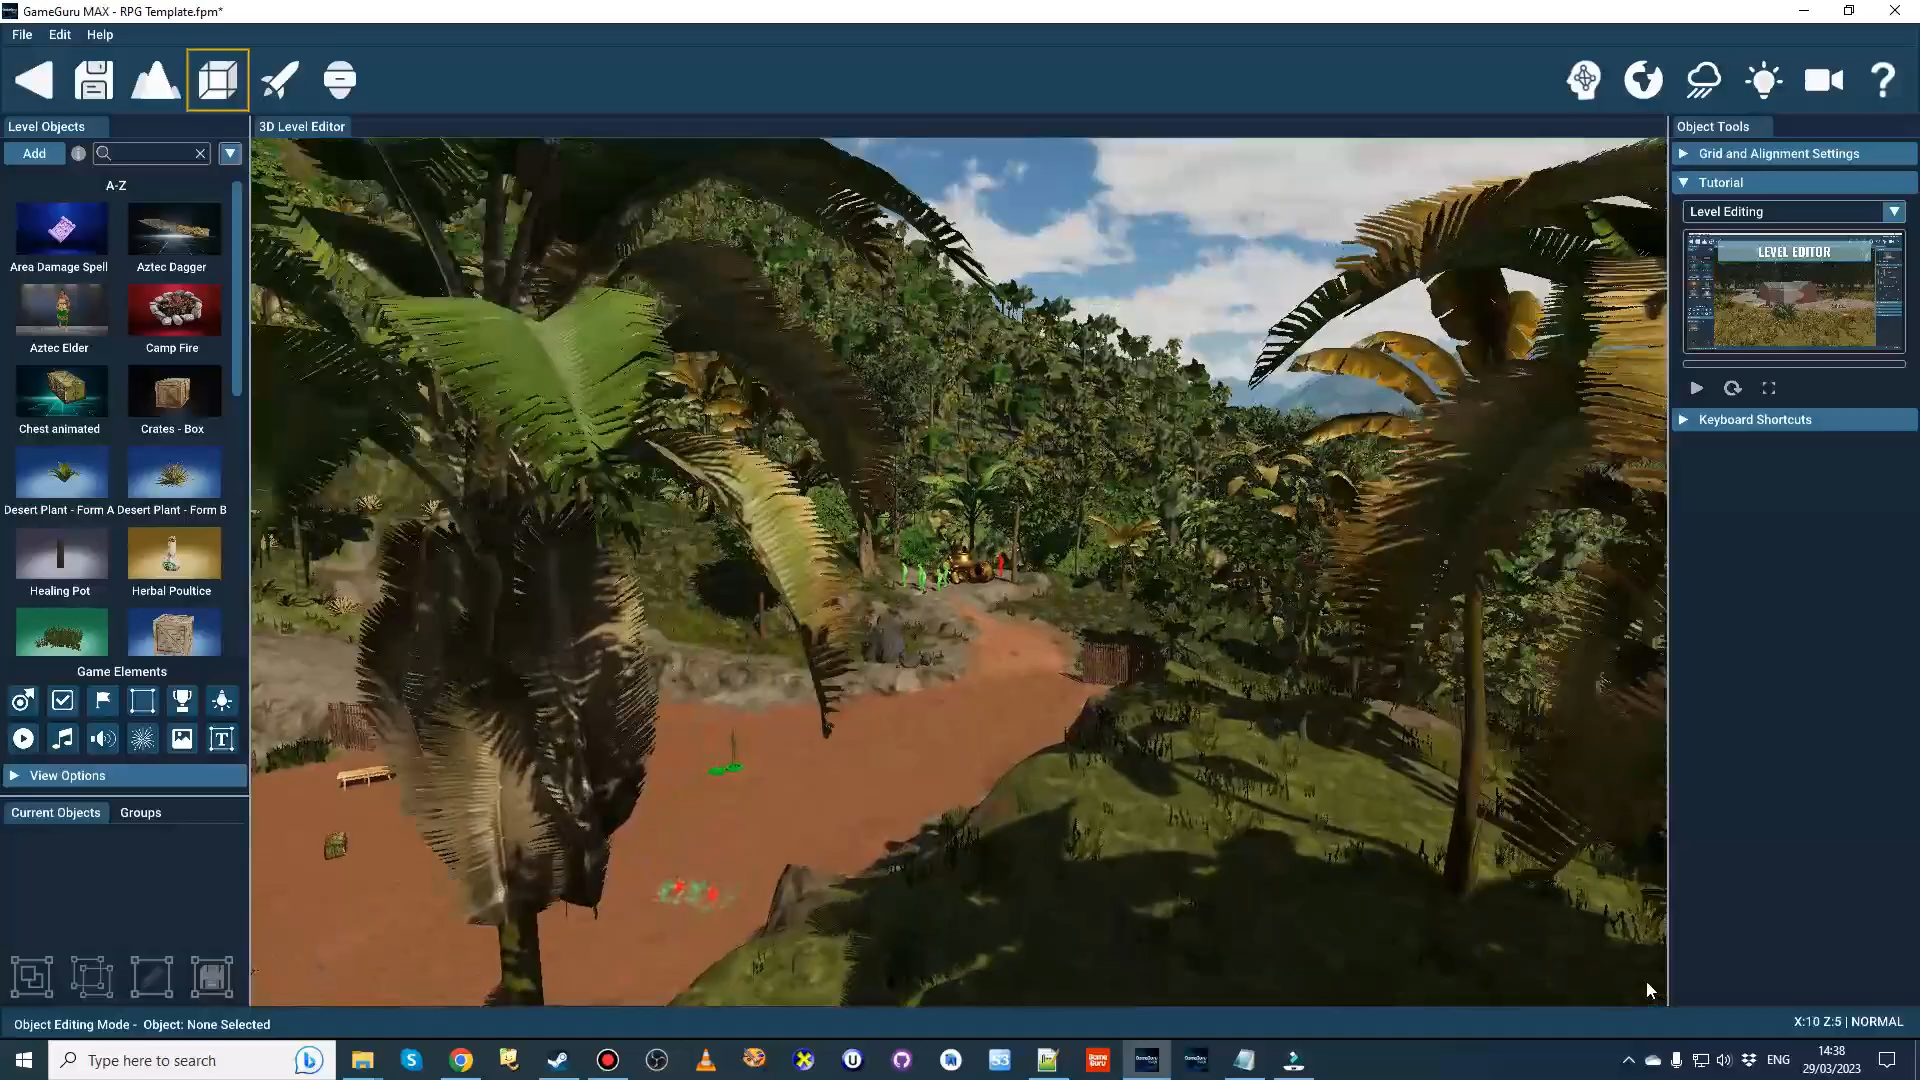 GameGuru MAX - RPG Template.fpm*
File Edit Help
Level Objects
3D Level Editor
Object Tools
Add
Grid and Alignment Settings
A-Z
Tutorial
Level Editing
LEVEL EDITOR
Area Damage Spell Aztec Dagger
Aztec Elder Camp Fire
Chest animated Crates - Box
Keyboard Shortcuts
Desert Plant - Form A Desert Plant - Form B
Healing Pot Herbal Poultice
Game Elements
View Options
Current Objects Groups
Object Editing Mode - Object: None Selected
X:10 Z:5 | NORMAL
Type here to search
ENG
14:38
29/03/2023